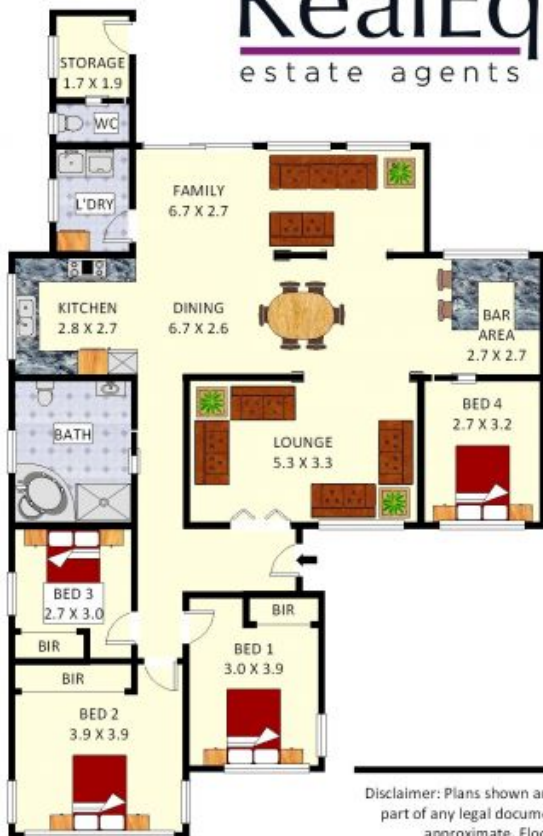 RealEq
estate agents
STORAGE
1.7 X 1.9
WC
L'DRY
FAMILY
6.7 X 2.7
KITCHEN
2.8 X 2.7
DINING
6.7 X 2.6
BAR
AREA
2.7 X 2.7
BATH
LOUNGE
5.3 X 3.3
BED 4
2.7 X 3.2
BED 3
2.7 X 3.0
BIR
BIR
BED 1
3.0 X 3.9
BIR
BED 2
3.9 X 3.9
Disclaimer: Plans shown ar
part of any legal docume
approximate. Floo